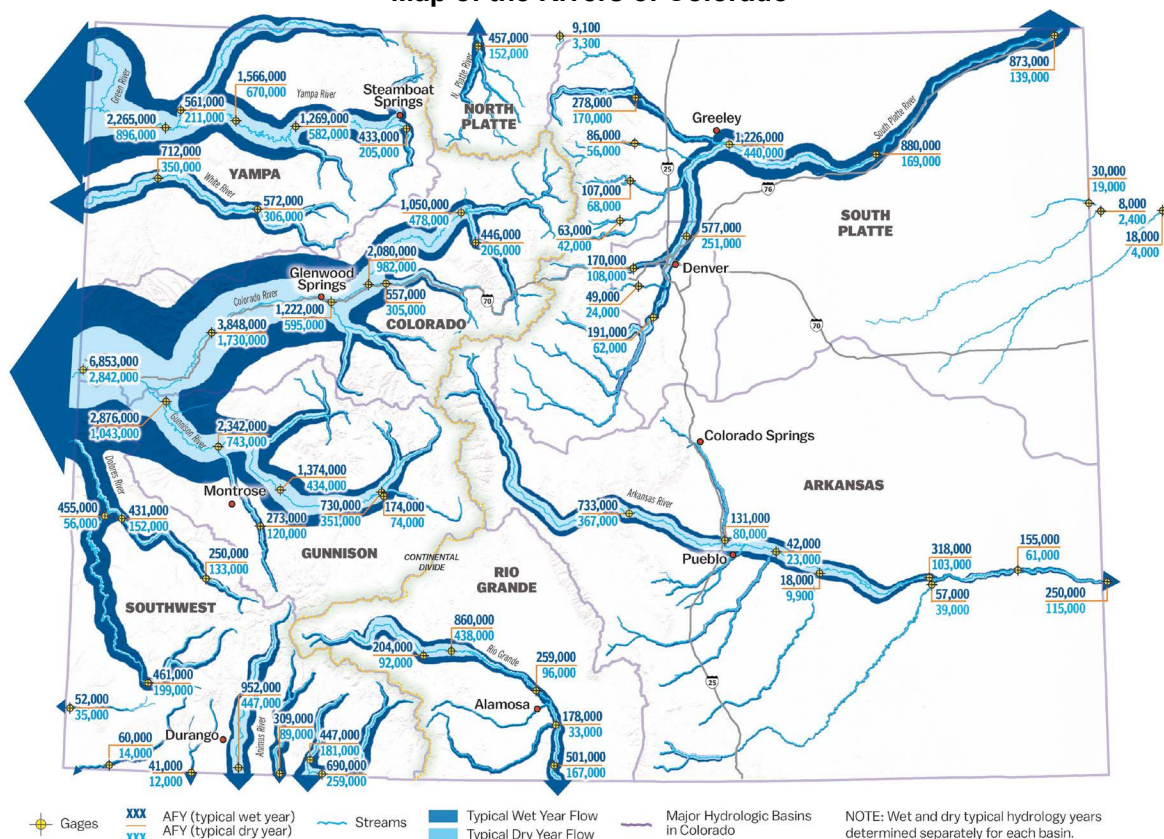 Map of the Rivers of Colorado
9,100
3,300
457,000
152,000
N. Platte River
NORTH
PLATTE
873,000
139,000
Green River
1,566,000
670,000
561,000
211,000
Yampa River
Steamboat
Springs
2,265,000
896,000
1,269,000
582,000
433,000
205,000
278,000
170,000
Greeley
South Platte River
86,000
56,000
1,226,000
440,000
880,000
169,000
25
76
712,000
350,000
YAMPA
White River
572,000
306,000
107,000
68,000
30,000
19,000
8,000
2,400
18,000
4,000
1,050,000
478,000
63,000
42,000
SOUTH
PLATTE
446,000
206,000
577,000
251,000
2,080,000
982,000
170,000
108,000
Denver
Glenwood
Springs
Colorado River
557,000
305,000
70
49,000
24,000
1,222,000
595,000
COLORADO
70
3,848,000
1,730,000
191,000
62,000
6,853,000
2,842,000
2,876,000
1,043,000
Gunnison River
2,342,000
743,000
Colorado Springs
Dolores River
1,374,000
434,000
Montrose
ARKANSAS
730,000
351,000
174,000
74,000
Arkansas River
733,000
367,000
455,000
56,000
431,000
152,000
273,000
120,000
131,000
80,000
GUNNISON
CONTINENTAL
DIVIDE
Pueblo
42,000
23,000
318,000
103,000
155,000
61,000
250,000
133,000
RIO
GRANDE
18,000
9,900
57,000
39,000
250,000
115,000
SOUTHWEST
860,000
438,000
204,000
92,000
Rio Grande
259,000
96,000
461,000
199,000
952,000
447,000
25
52,000
35,000
Alamosa
178,000
33,000
309,000
89,000
Durango
Animas River
447,000
181,000
60,000
14,000
41,000
12,000
690,000
259,000
501,000
167,000
Gages
XXX AFY (typical wet year)
XXX AFY (typical dry year)
Streams
Typical Wet Year Flow
Typical Dry Year Flow
Major Hydrologic Basins
in Colorado
NOTE: Wet and dry typical hydrology years
determined separately for each basin.